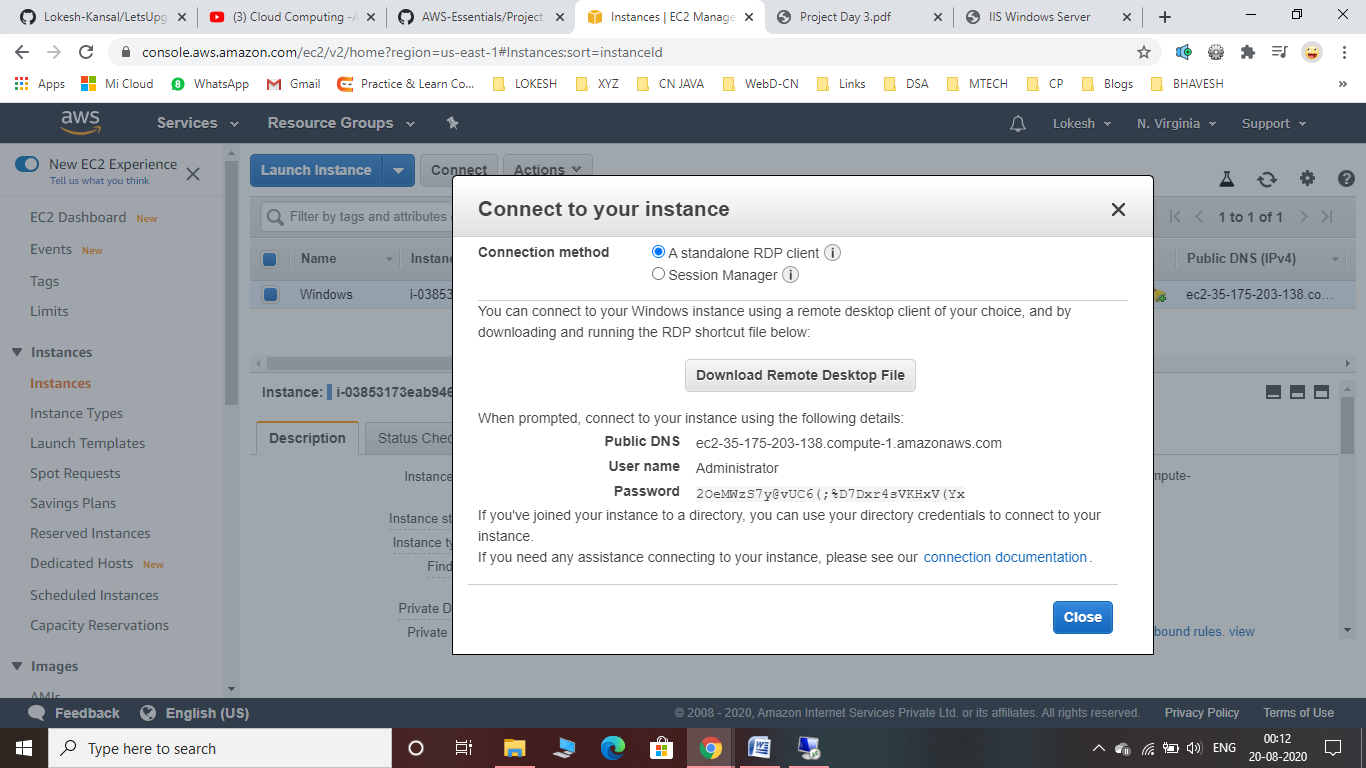 Lokesh-Kansal/LetsUpg
(3) Cloud Computing -A
AWS-Essentials/Project
Instances | EC2 Manage
Project Day 3.pdf
IIS Windows Server
console.aws.amazon.com/ec2/v2/home?region=us-east-1#Instances:sort=instanceId
Apps
Mi Cloud
8
WhatsApp
Gmail
Practice & Learn Co...
LOKESH
XYZ
CN JAVA
WebD-CN
Links
DSA
MTECH
CP
Blogs
BHAVESH
aws
Services
Resource Groups
Lokesh
N. Virginia
Support
New EC2 Experience
Tell us what you think
EC2 Dashboard New
Events New
Tags
Limits
Instances
Instances
Instance Types
Launch Templates
Spot Requests
Savings Plans
Reserved Instances
Dedicated Hosts New
Scheduled Instances
Capacity Reservations
Images
AMIs
Launch Instance
Connect
Actions
Filter by tags and attributes
1 to 1 of 1
Name
Instanc
Public DNS (IPv4)
Windows
i-03853
ec2-35-175-203-138.co...
Instance: i-03853173eab946
Description
Status Chec
Instance
Instance st
Instance ty
Find
Private D
Private
mpute-
bound rules. view
Connect to your instance
Connection method
A standalone RDP client
Session Manager
You can connect to your Windows instance using a remote desktop client of your choice, and by
downloading and running the RDP shortcut file below:
Download Remote Desktop File
When prompted, connect to your instance using the following details:
Public DNS ec2-35-175-203-138.compute-1.amazonaws.com
User name Administrator
Password 2OeMWzS7y@vUC6(;%D7Dxr4sVKHxV(Yx
If you've joined your instance to a directory, you can use your directory credentials to connect to your
instance.
If you need any assistance connecting to your instance, please see our connection documentation.
Close
Feedback
English (US)
© 2008 - 2020, Amazon Internet Services Private Ltd. or its affiliates. All rights reserved.
Privacy Policy
Terms of Use
Type here to search
ENG
00:12
20-08-2020